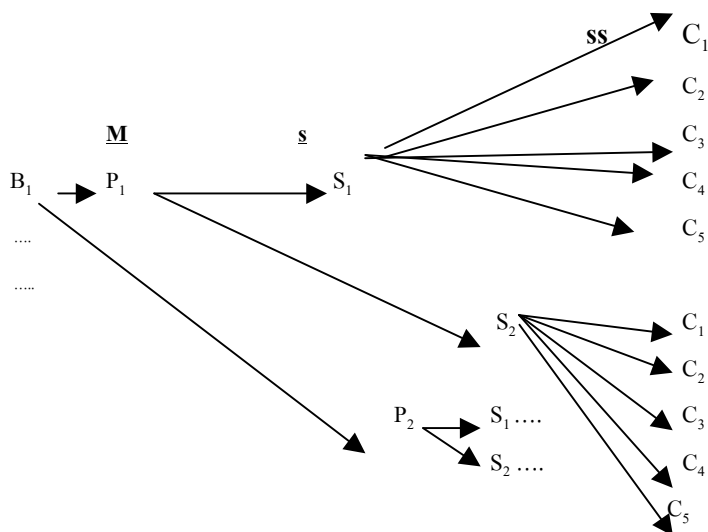 ss C₁
C₂
M s C₃
B₁ P₁ S₁ C₄
....
C₅
.....
S₂ C₁
C₂
P₂ S₁ .... C₃
S₂ .... C₄
C₅